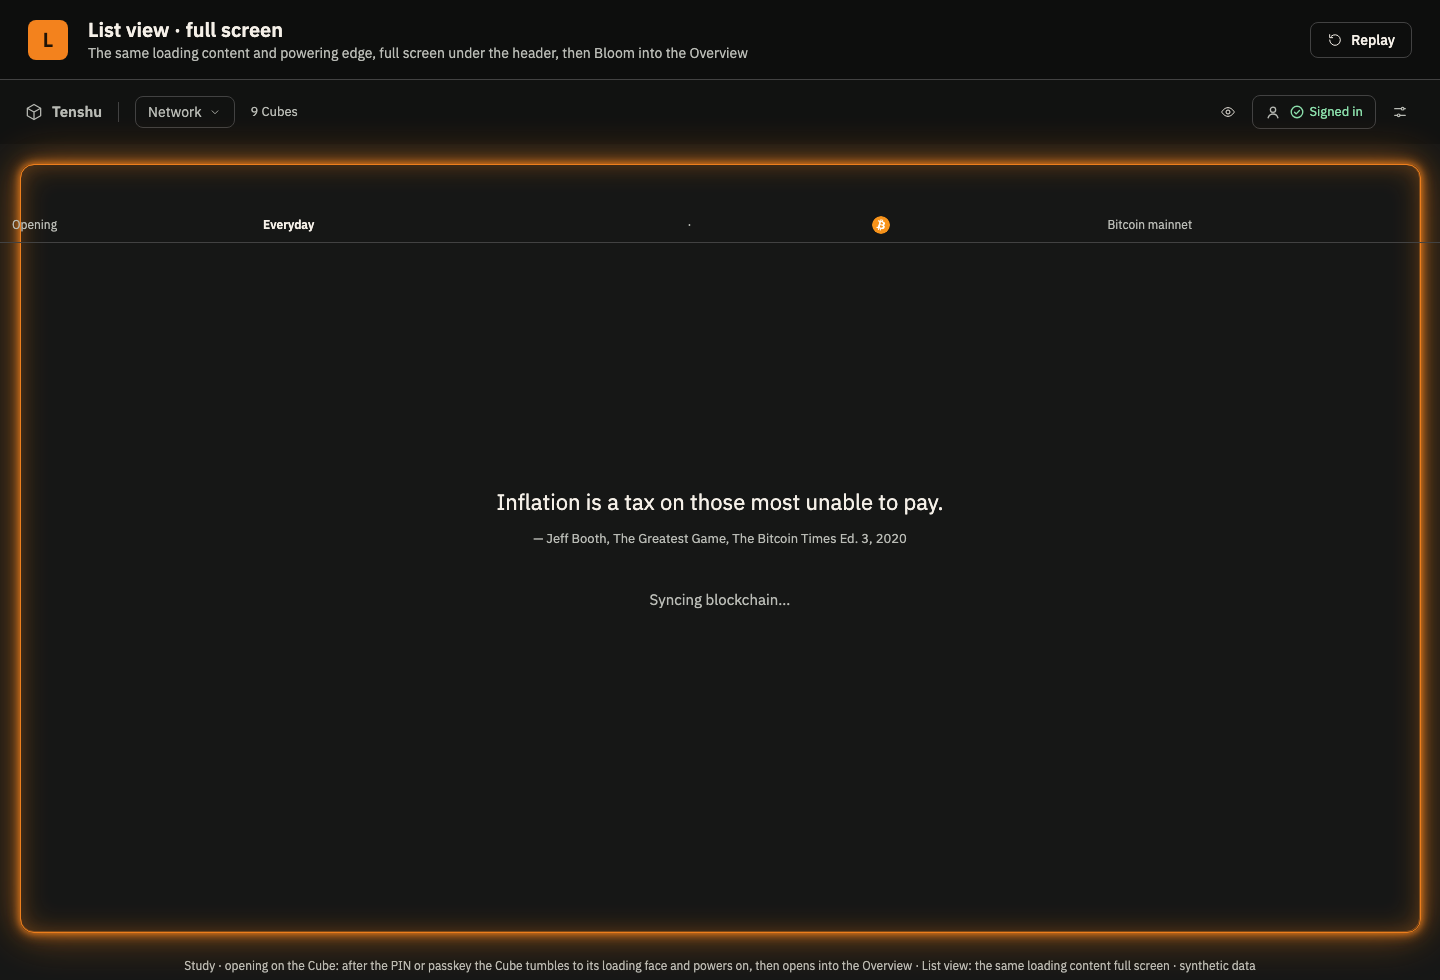 L
List view · full screen
The same loading content and powering edge, full screen under the header, then Bloom into the Overview
Replay
Tenshu
Network
9 Cubes
Signed in
Opening Everyday · ₿ Bitcoin mainnet
Inflation is a tax on those most unable to pay.
— Jeff Booth, The Greatest Game, The Bitcoin Times Ed. 3, 2020
Syncing blockchain...
Study · opening on the Cube: after the PIN or passkey the Cube tumbles to its loading face and powers on, then opens into the Overview · List view: the same loading content full screen · synthetic data